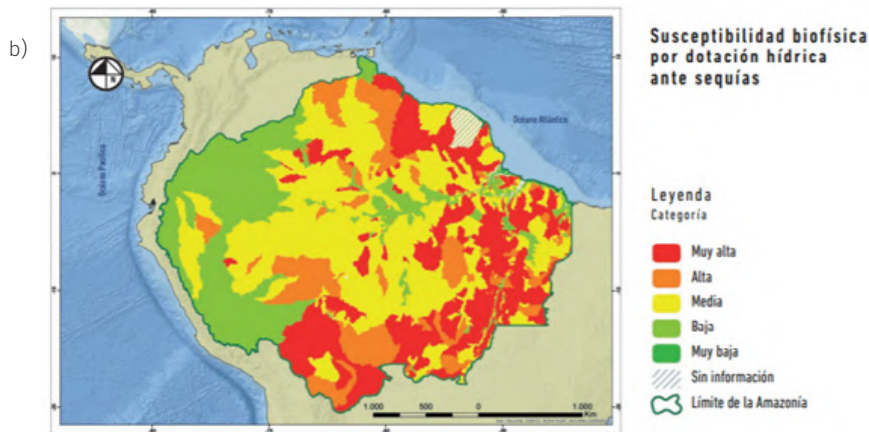 b)
Susceptibilidad biofísica
por dotación hídrica
ante sequías
N
Océano Atlántico
Océano Pacífico
Leyenda
Categoría
Muy alta
Alta
Media
Baja
Muy baja
Sin información
Límite de la Amazonía
1.000 500 0 1.000
Km